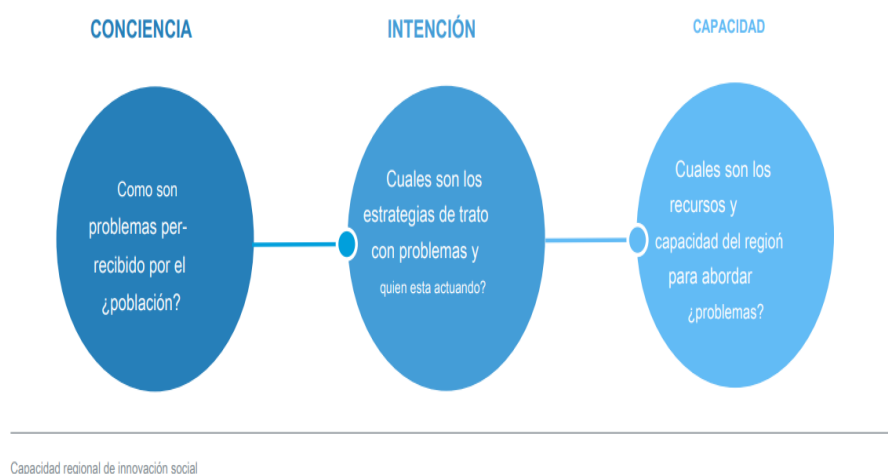 CONCIENCIA
INTENCIÓN
CAPACIDAD
Como son
problemas per-
recibido por el
¿población?
Cuales son los
estrategias de trato
con problemas y
quien esta actuando?
Cuales son los
recursos y
capacidad del regioń
para abordar
¿problemas?
Capacidad regional de innovación social